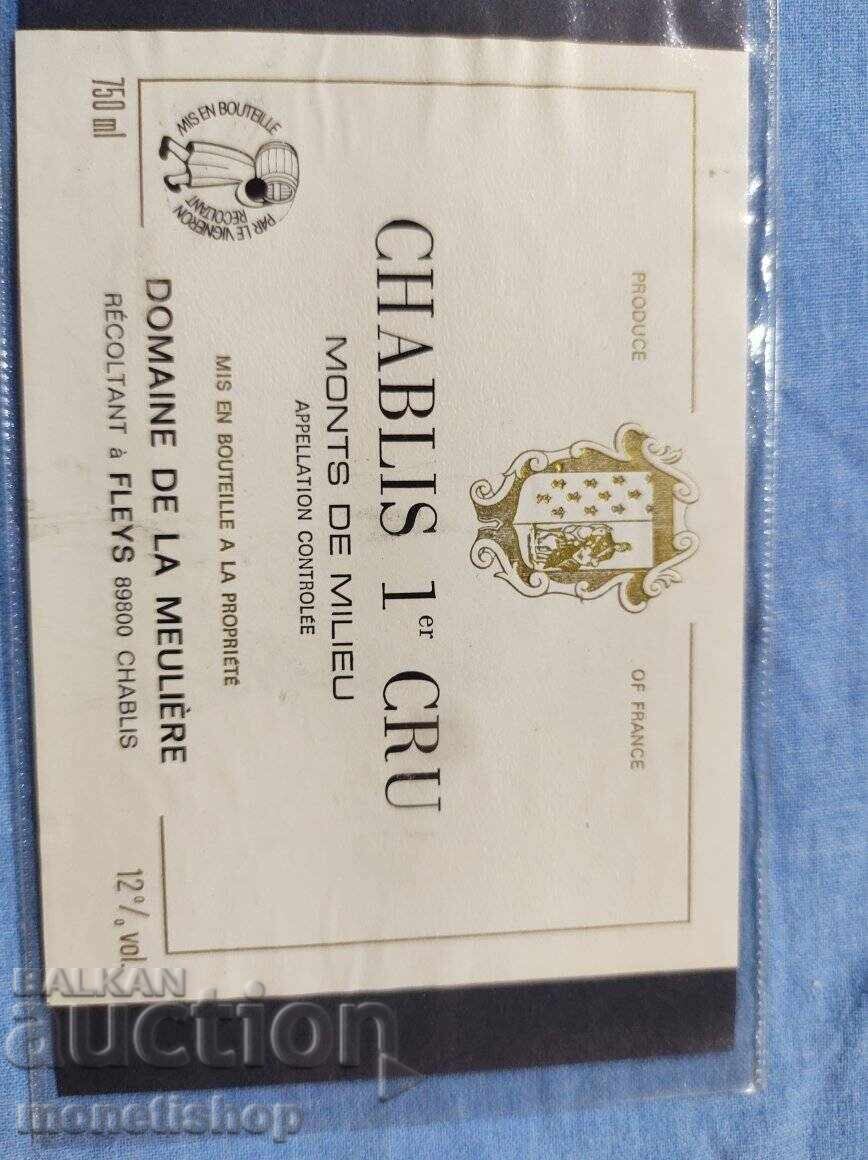 PRODUCE OF FRANCE
CHABLIS 1er CRU
MONTS DE MILIEU
APPELLATION CONTROLÉE
MIS EN BOUTEILLE A LA PROPRIÉTÉ
MIS EN BOUTEILLE
PAR LE VIGNERON
RÉCOLTANT
DOMAINE DE LA MEULIÈRE
RÉCOLTANT à FLEYS 89800 CHABLIS
750 ml
12% vol.
BALKAN
auction
monetishop